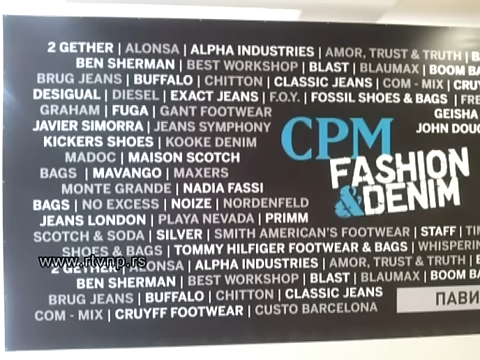 2 GETHER | ALONSA | ALPHA INDUSTRIES | AMOR, TRUST & TRUTH |
BEN SHERMAN | BEST WORKSHOP | BLAST | BLAUMAX | BOOM
BRUG JEANS | BUFFALO | CHITTON | CLASSIC JEANS | COM - MIX |
DESIGUAL | DIESEL | EXACT JEANS | F.O.Y. | FOSSIL SHOES & BAGS |
GRAHAM | FUGA | GANT FOOTWEAR GEISHA
JAVIER SIMORRA | JEANS SYMPHONY JOHN
KICKERS SHOES | KOOKE DENIM
MADOC | MAISON SCOTCH
BAGS | MAVANGO | MAXERS
MONTE GRANDE | NADIA FASSI
BAGS | NO EXCESS | NOIZE | NORDENFELD
JEANS LONDON | PLAYA NEVADA | PRIMM
CPM
FASHION
& DENIM
SCOTCH & SODA | SILVER | SMITH AMERICAN'S FOOTWEAR | STAFF |
SHOES & BAGS | TOMMY HILFIGER FOOTWEAR & BAGS |
www.rtvnp.rs
2 GETHER | ALONSA | ALPHA INDUSTRIES | AMOR, TRUST & TRUTH |
BEN SHERMAN | BEST WORKSHOP | BLAST | BLAUMAX | BOOM
BRUG JEANS | BUFFALO | CHITTON | CLASSIC JEANS
COM - MIX | CRUYFF FOOTWEAR | CUSTO BARCELONA